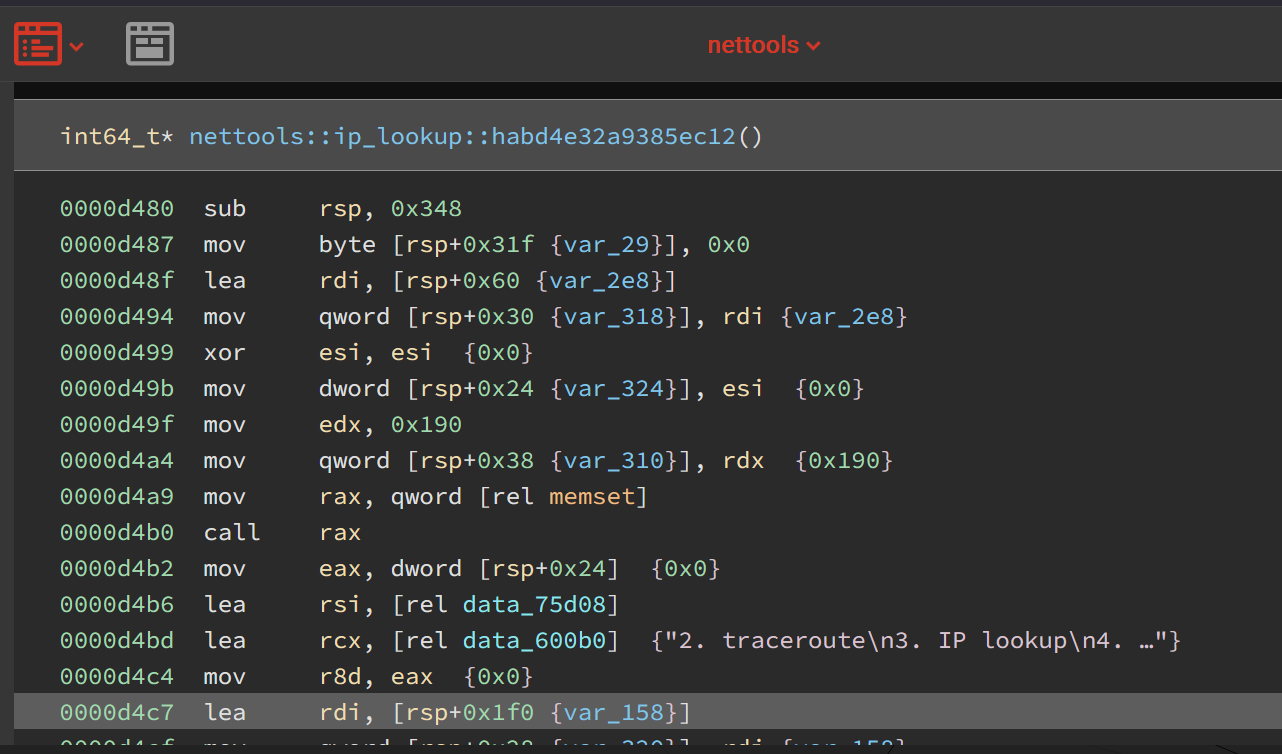 nettools
int64_t* nettools::ip_lookup::habd4e32a9385ec12()
0000d480  sub     rsp, 0x348
0000d487  mov     byte [rsp+0x31f {var_29}], 0x0
0000d48f  lea     rdi, [rsp+0x60 {var_2e8}]
0000d494  mov     qword [rsp+0x30 {var_318}], rdi {var_2e8}
0000d499  xor     esi, esi  {0x0}
0000d49b  mov     dword [rsp+0x24 {var_324}], esi  {0x0}
0000d49f  mov     edx, 0x190
0000d4a4  mov     qword [rsp+0x38 {var_310}], rdx  {0x190}
0000d4a9  mov     rax, qword [rel memset]
0000d4b0  call    rax
0000d4b2  mov     eax, dword [rsp+0x24]  {0x0}
0000d4b6  lea     rsi, [rel data_75d08]
0000d4bd  lea     rcx, [rel data_600b0]  {"2. traceroute\n3. IP lookup\n4. …"}
0000d4c4  mov     r8d, eax  {0x0}
0000d4c7  lea     rdi, [rsp+0x1f0 {var_158}]